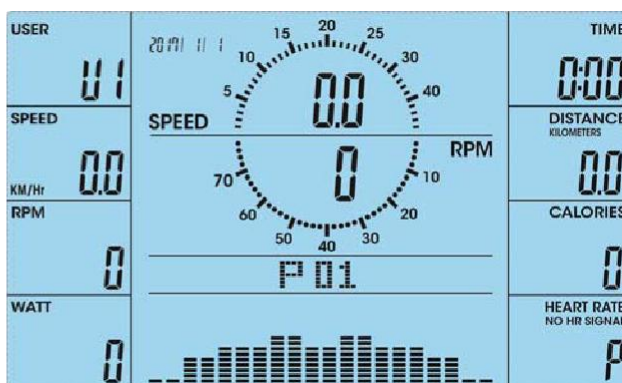 USER
U1
SPEED
KM/Hr
0.0
RPM
0
WATT
0
5
10
15
20
25
30
40
SPEED
0.0
RPM
0
70
60
50
40
30
20
10
P 01
TIME
0:00
DISTANCE
KILOMETERS
0.0
CALORIES
0
HEART RATE
NO HR SIGNAL
P